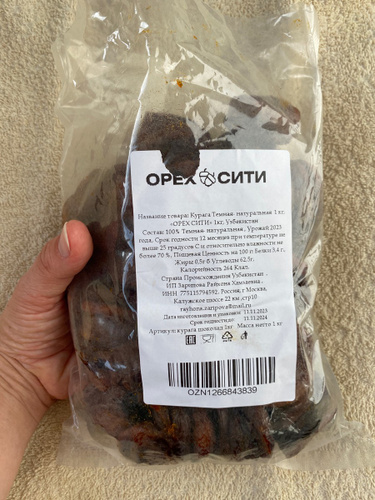 ОРЕХ СИТИ
Название товара: Курага Темная- натуральная 1 кг.
«ОРЕХ СИТИ» 1кг, Узбекистан
Состав: 100% Темная- натуральная , Урожай 2023
года. Срок годности 12 месяцев при температуре не
выше 25 градусов С и относительно влажности не
более 70 %, Пищевая Ценность на 100 г: Белки 3.4 г.
Жиры 0,5г б Углеводы 62.5г.
Калорийность 264 Ккал.
Страна Происхождения Узбекистан .
ИП Зарипова Райхона Хамзаевна .
ИНН 775115794592, Россия, г Москва,
Калужское шоссе 22 км ,стр10
Дата изготовления и упаковки: 11.11.2023
Срок годности до: 11.11.2024
Артикул: курага шоколад 1кг Масса нетто 1 кг
EAC
OZN1266843839